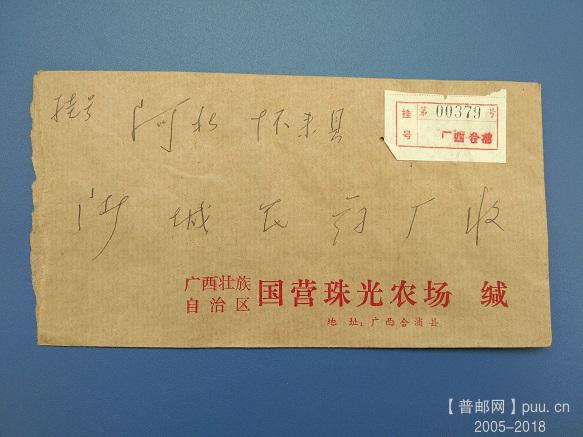 挂号
河北 怀来县
挂号
第 00379 号
广西合浦
沙城农药厂收
广西壮族
自治区
国营珠光农场 缄
地址:广西合浦县
【普邮网】puu.cn
2005-2018